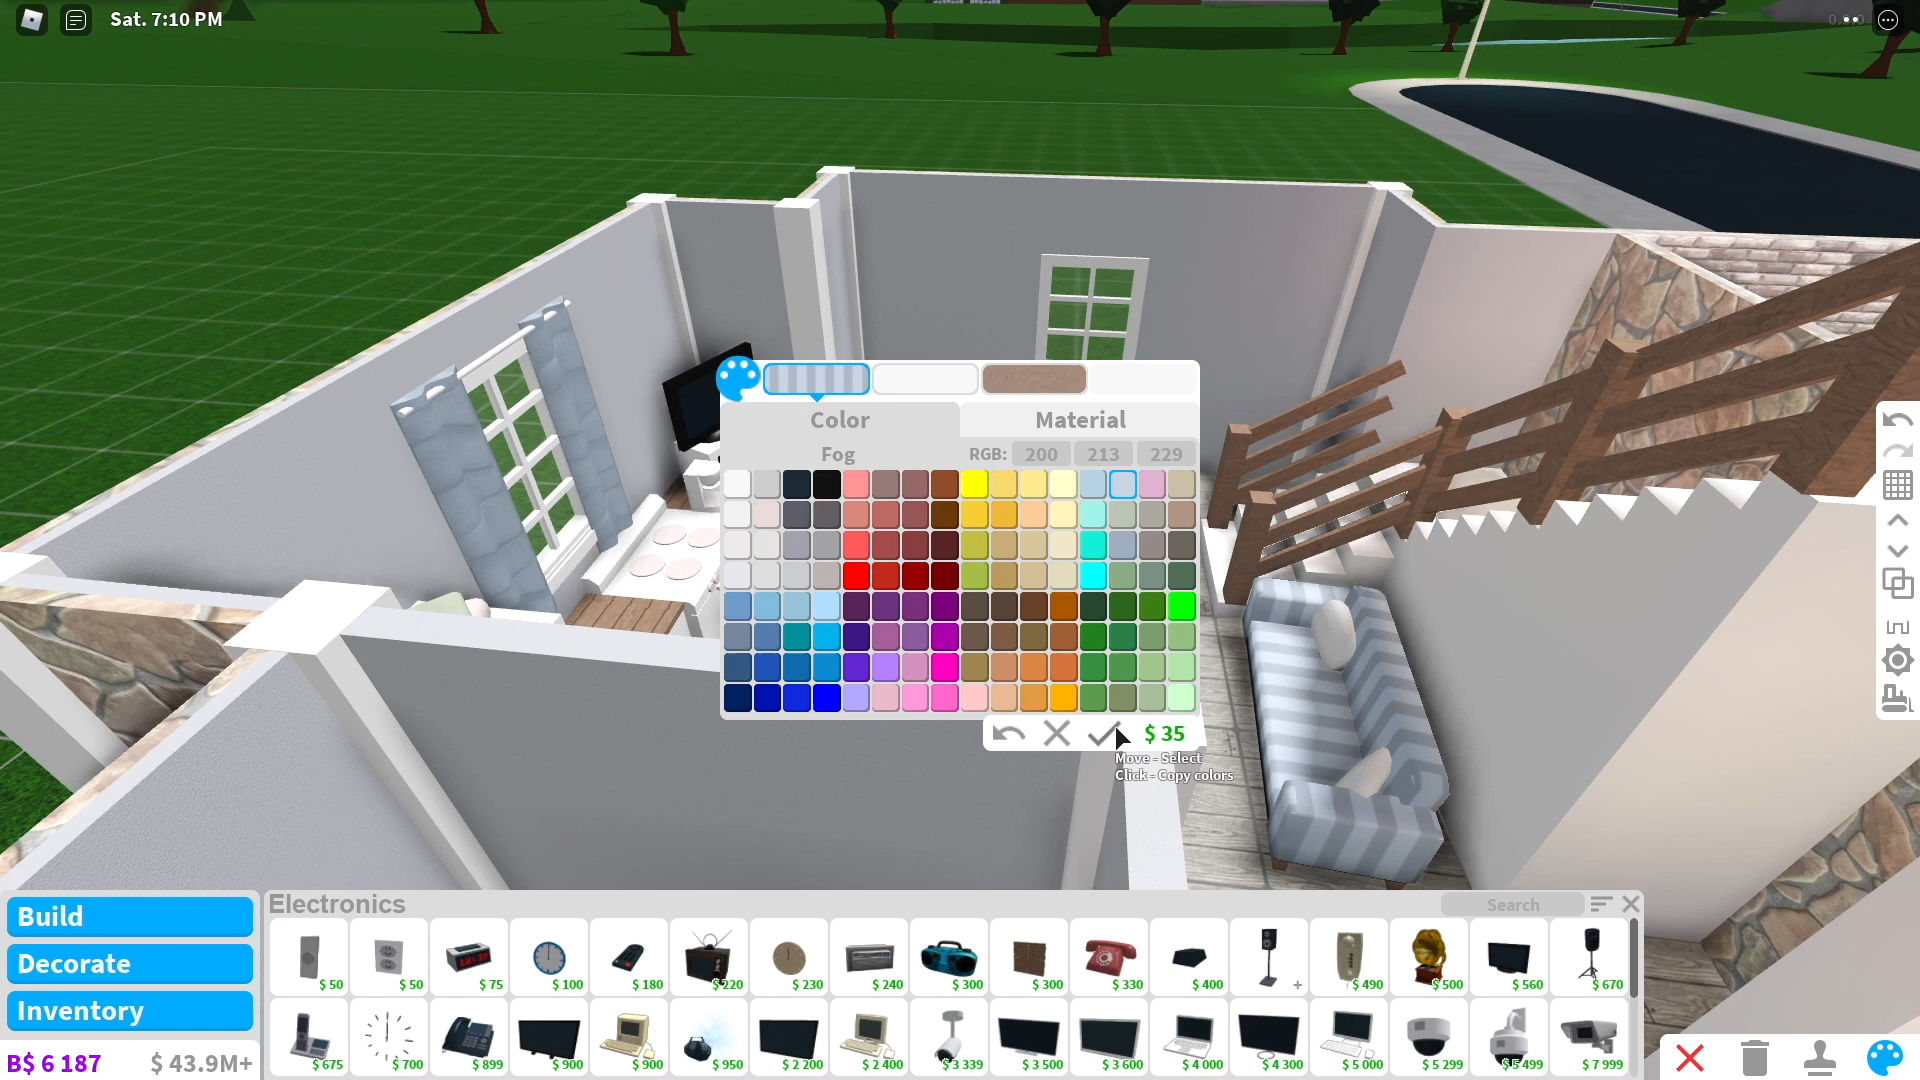 Sat. 7:10 PM
Color
Material
Fog
RGB: 200 213 229
$ 35
Move - Select
Click - Copy colors
Build
Decorate
Inventory
B$ 6 187
$ 43.9M+
Electronics
Search
$ 50
$ 50
$ 75
$ 100
$ 180
$ 220
$ 230
$ 240
$ 300
$ 300
$ 330
$ 400
+
$ 490
$ 500
$ 560
$ 670
$ 675
$ 700
$ 899
$ 900
$ 900
$ 950
$ 2 200
$ 2 400
$ 3 339
$ 3 500
$ 3 600
$ 4 000
$ 4 300
$ 5 000
$ 5 299
$ 5 499
$ 7 999